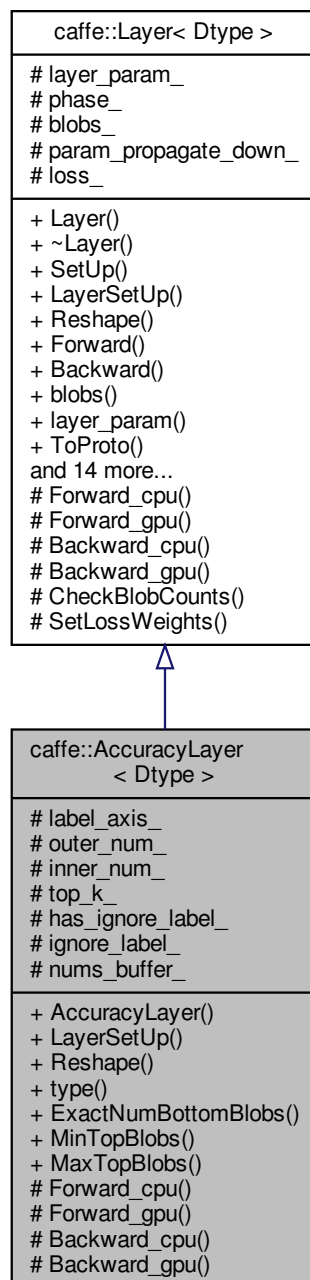 caffe::Layer< Dtype >
# layer_param_
# phase_
# blobs_
# param_propagate_down_
# loss_
+ Layer()
+ ~Layer()
+ SetUp()
+ LayerSetUp()
+ Reshape()
+ Forward()
+ Backward()
+ blobs()
+ layer_param()
+ ToProto()
and 14 more...
# Forward_cpu()
# Forward_gpu()
# Backward_cpu()
# Backward_gpu()
# CheckBlobCounts()
# SetLossWeights()
caffe::AccuracyLayer
< Dtype >
# label_axis_
# outer_num_
# inner_num_
# top_k_
# has_ignore_label_
# ignore_label_
# nums_buffer_
+ AccuracyLayer()
+ LayerSetUp()
+ Reshape()
+ type()
+ ExactNumBottomBlobs()
+ MinTopBlobs()
+ MaxTopBlobs()
# Forward_cpu()
# Forward_gpu()
# Backward_cpu()
# Backward_gpu()